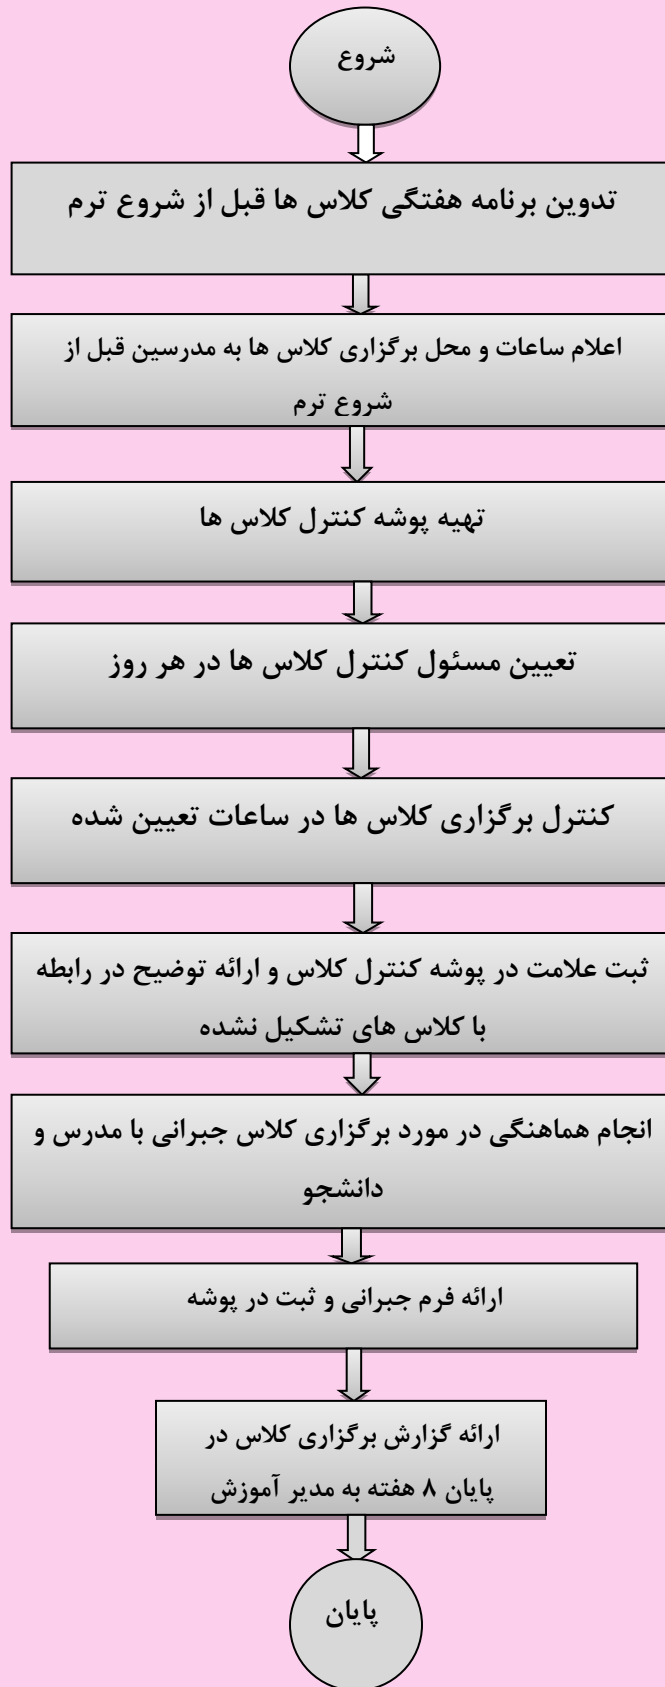 شروع
تدوین برنامه هفتگی کلاس ها قبل از شروع ترم
اعلام ساعات و محل برگزاری کلاس ها به مدرسین قبل از
شروع ترم
تهیه پوشه کنترل کلاس ها
تعیین مسئول کنترل کلاس ها در هر روز
کنترل برگزاری کلاس ها در ساعات تعیین شده
ثبت علامت در پوشه کنترل کلاس و ارائه توضیح در رابطه
با کلاس های تشکیل نشده
انجام هماهنگی در مورد برگزاری کلاس جبرانی با مدرس و
دانشجو
ارائه فرم جبرانی و ثبت در پوشه
ارائه گزارش برگزاری کلاس در
پایان ۸ هفته به مدیر آموزش
پایان